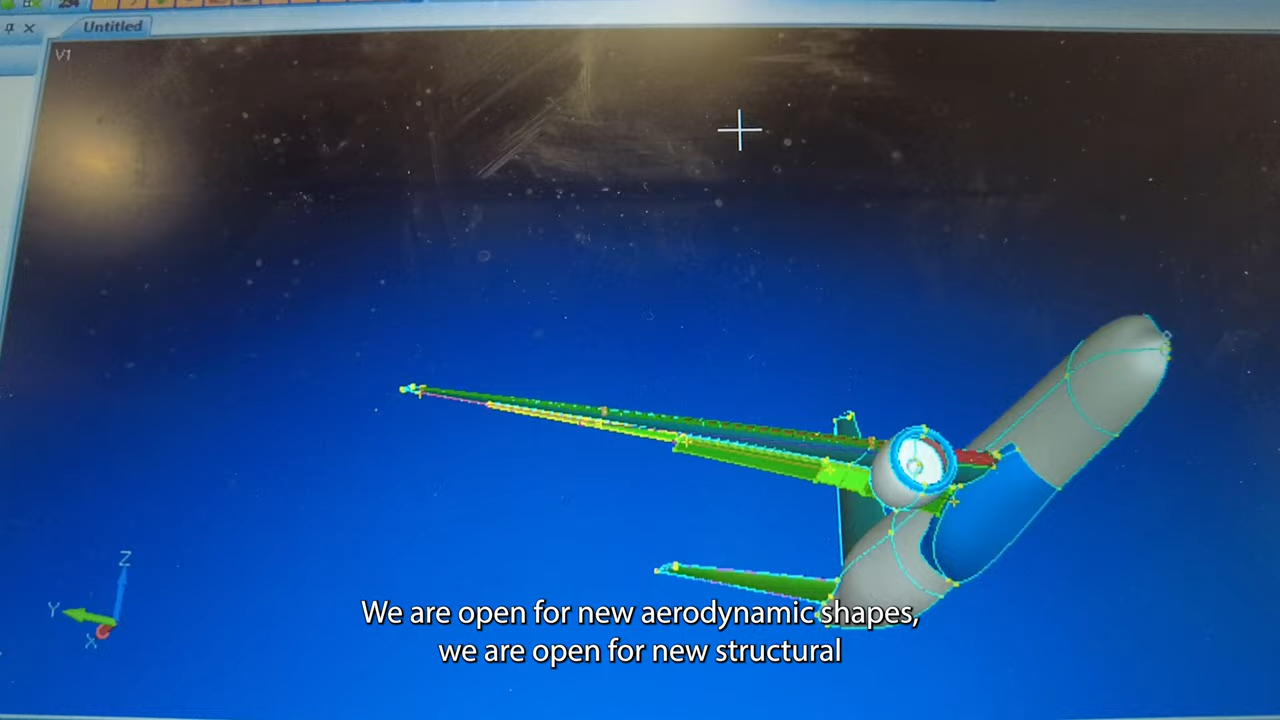 Untitled
V1
Z
Y
X
We are open for new aerodynamic shapes,
we are open for new structural